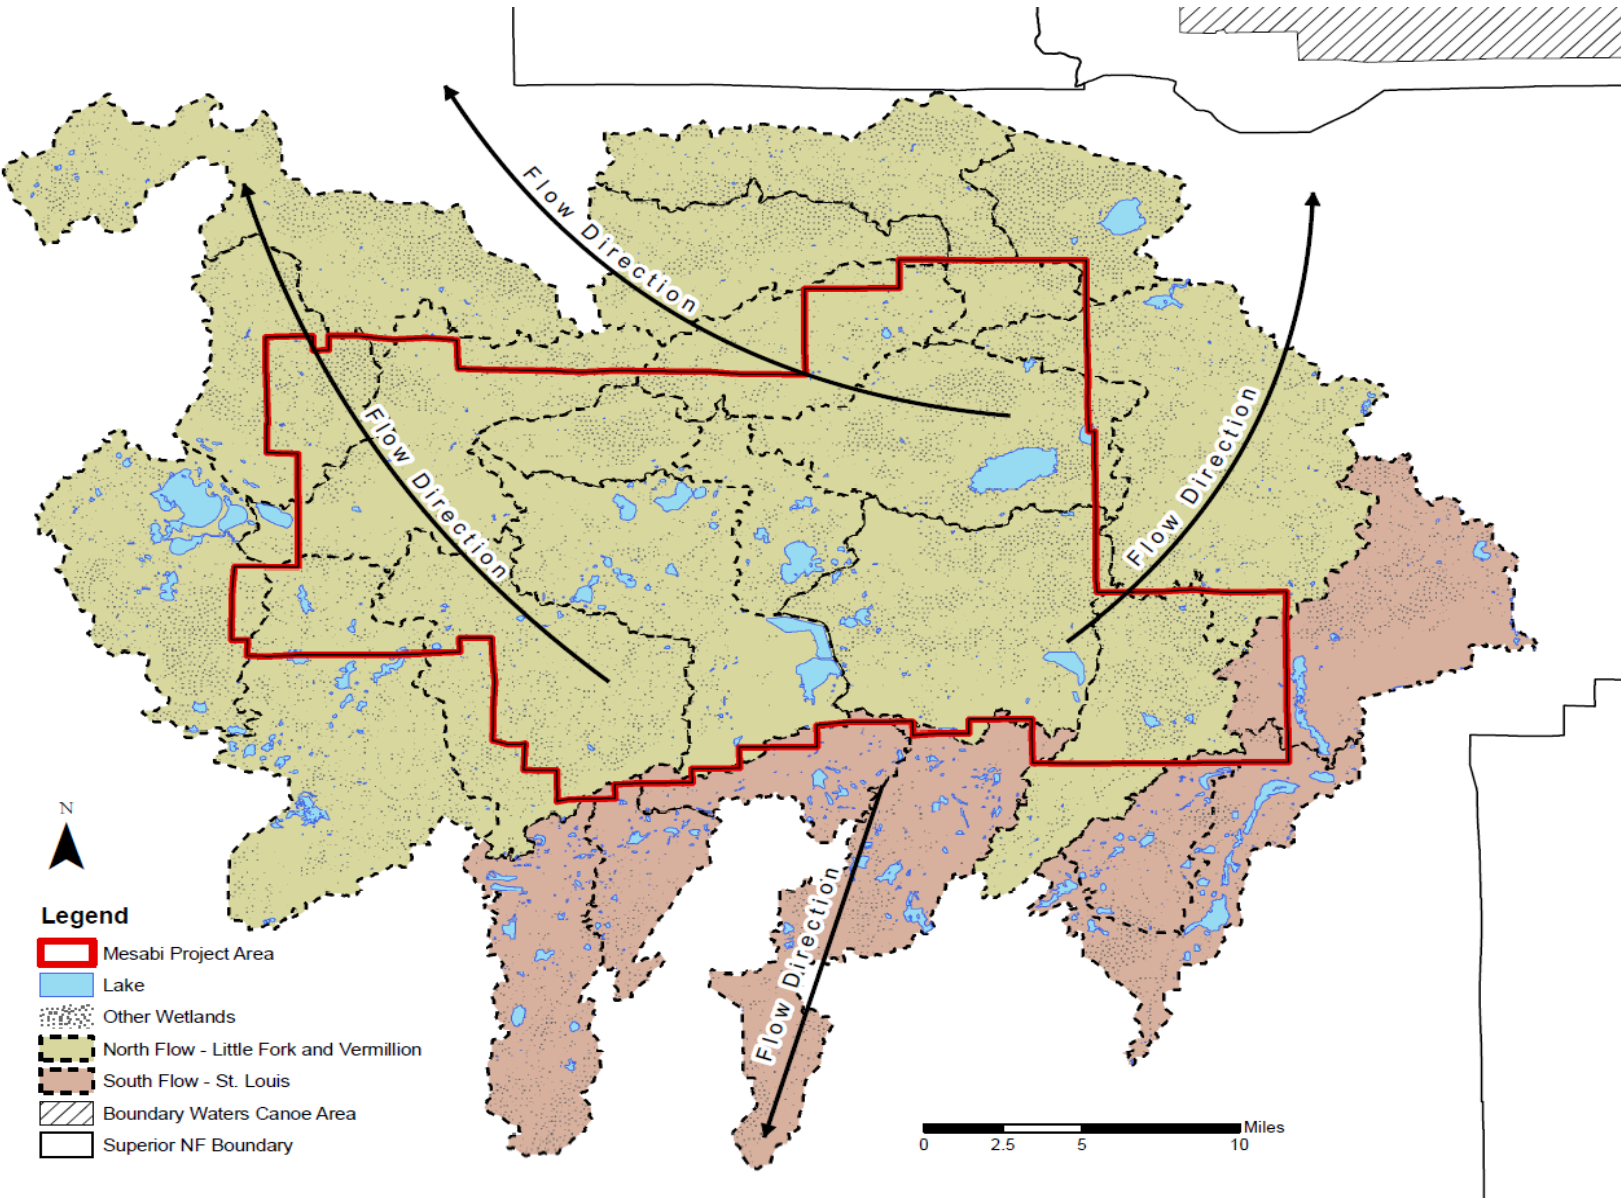 Flow Direction
Flow Direction
Flow Direction
Flow Direction
N
Legend
Mesabi Project Area
Lake
Other Wetlands
North Flow - Little Fork and Vermillion
South Flow - St. Louis
Boundary Waters Canoe Area
Superior NF Boundary
Miles
0 2.5 5 10